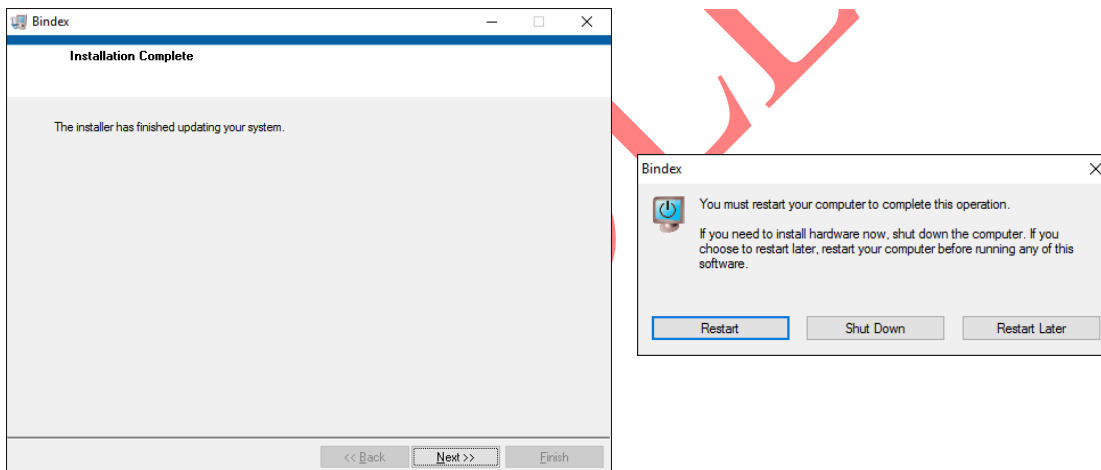 Bindex
Installation Complete
The installer has finished updating your system.
<< Back
Next >>
Finish
Bindex
You must restart your computer to complete this operation.
If you need to install hardware now, shut down the computer. If you
choose to restart later, restart your computer before running any of this
software.
Restart
Shut Down
Restart Later